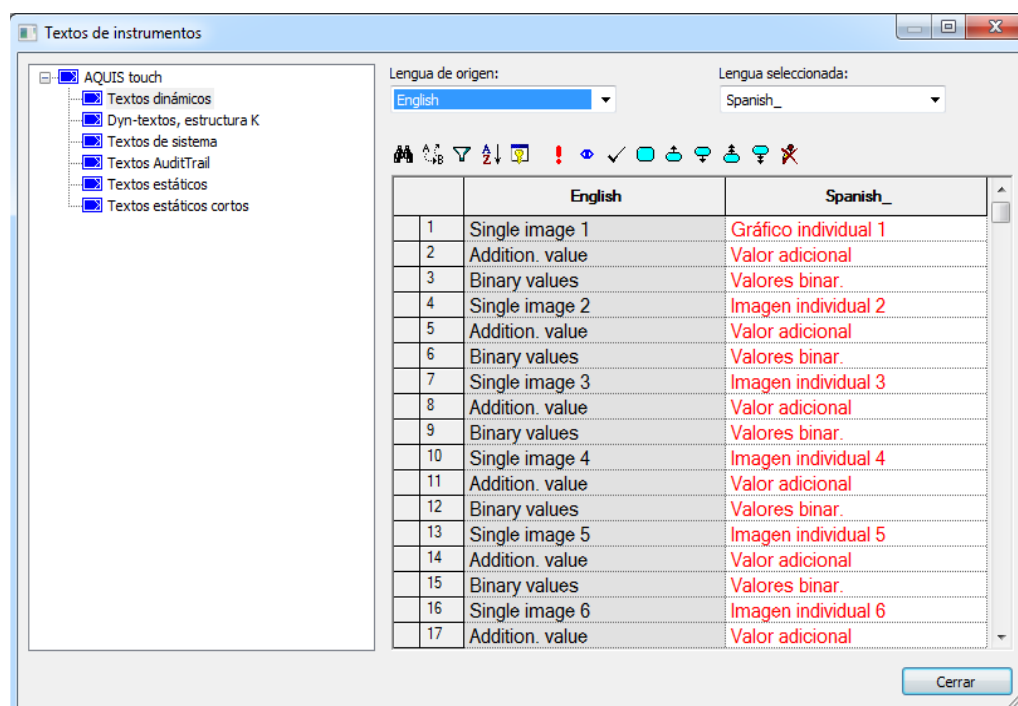 Textos de instrumentos
AQUIS touch
Textos dinámicos
Dyn-textos, estructura K
Textos de sistema
Textos AuditTrail
Textos estáticos
Textos estáticos cortos
Lengua de origen: Lengua seleccionada:
English Spanish_
English Spanish_
1 Single image 1 Gráfico individual 1
2 Addition. value Valor adicional
3 Binary values Valores binar.
4 Single image 2 Imagen individual 2
5 Addition. value Valor adicional
6 Binary values Valores binar.
7 Single image 3 Imagen individual 3
8 Addition. value Valor adicional
9 Binary values Valores binar.
10 Single image 4 Imagen individual 4
11 Addition. value Valor adicional
12 Binary values Valores binar.
13 Single image 5 Imagen individual 5
14 Addition. value Valor adicional
15 Binary values Valores binar.
16 Single image 6 Imagen individual 6
17 Addition. value Valor adicional
Cerrar